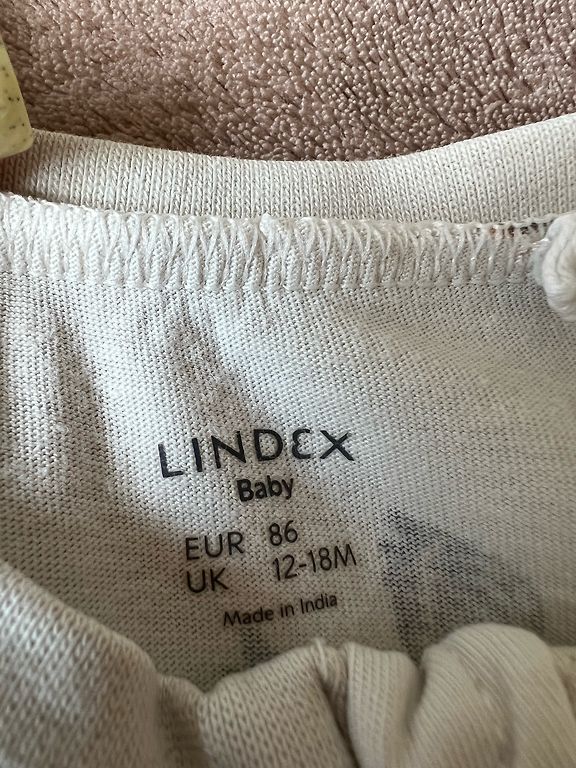 LINDEX
Baby
EUR 86
UK 12-18M
Made in India